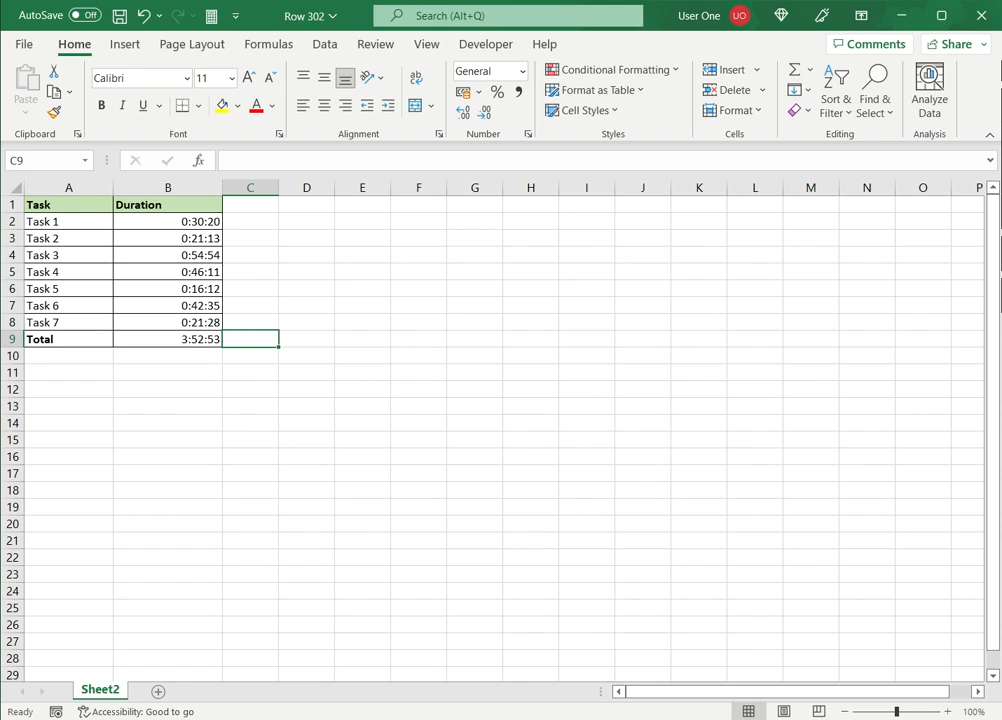 AutoSave Off Row 302 Search (Alt+Q) User One UO
File Home Insert Page Layout Formulas Data Review View Developer Help Comments Share
Paste Calibri 11 A A ab General Conditional Formatting Insert Sort & Filter Find & Select Analyze Data
B I U A % Format as Table Delete
Cell Styles Format
Clipboard Font Alignment Number Styles Cells Editing Analysis
C9 fx
A B C D E F G H I J K L M N O P
1 Task Duration
2 Task 1 0:30:20
3 Task 2 0:21:13
4 Task 3 0:54:54
5 Task 4 0:46:11
6 Task 5 0:16:12
7 Task 6 0:42:35
8 Task 7 0:21:28
9 Total 3:52:53
10
11
12
13
14
15
16
17
18
19
20
21
22
23
24
25
26
27
28
29
Sheet2
Ready Accessibility: Good to go 100%